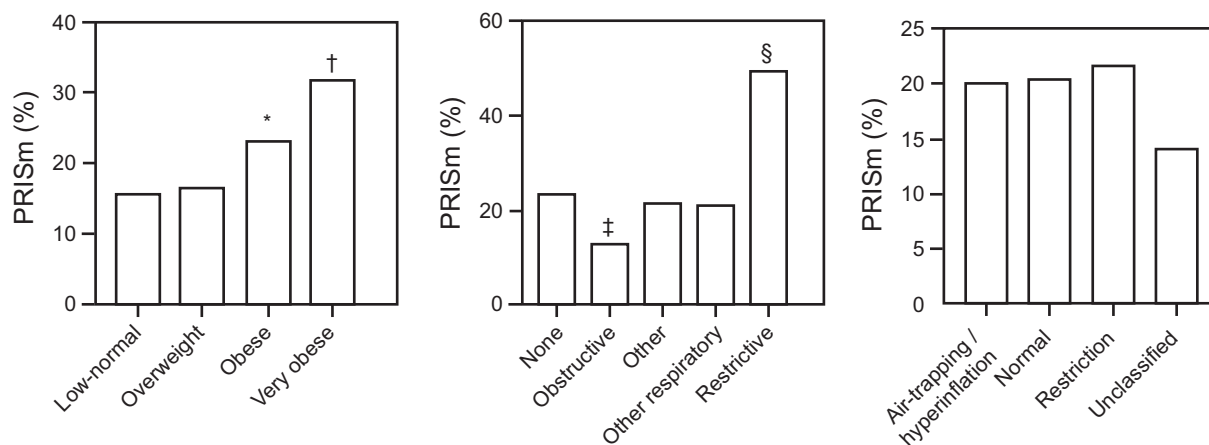 PRISm (%)
40
30
20
10
0
*
†
Low-normal
Overweight
Obese
Very obese
PRISm (%)
60
40
20
0
‡
§
None
Obstructive
Other
Other respiratory
Restrictive
PRISm (%)
25
20
15
10
5
0
Air-trapping /
hyperinflation
Normal
Restriction
Unclassified